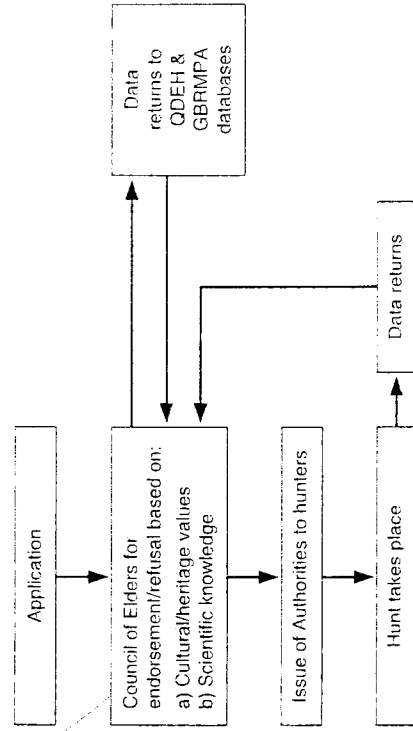 Application
Council of Elders for
endorsement/refusal based on:
a) Cultural/heritage values
b) Scientific knowledge
Data
returns to
QDEH &
GBRMPA
databases
Issue of Authorities to hunters
Data returns
Hunt takes place